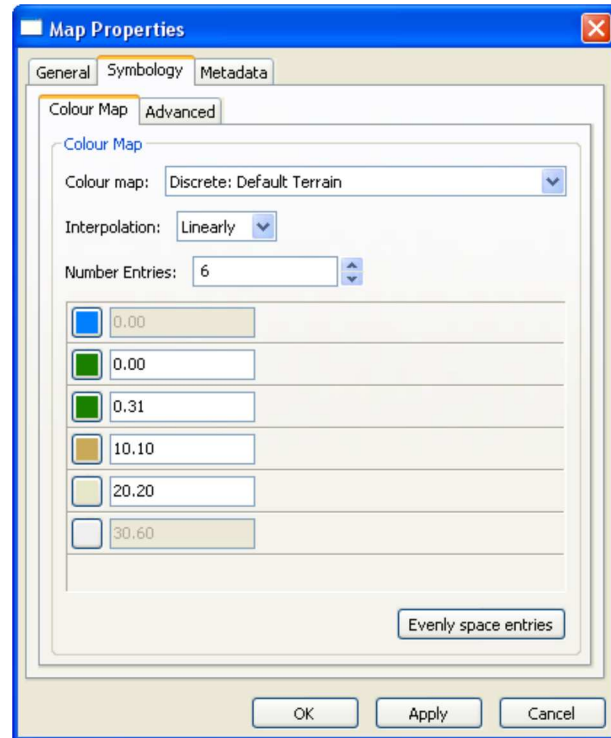 Map Properties
General Symbology Metadata
Colour Map Advanced
Colour Map
Colour map: Discrete: Default Terrain
Interpolation: Linearly
Number Entries: 6
0.00
0.00
0.31
10.10
20.20
30.60
Evenly space entries
OK Apply Cancel